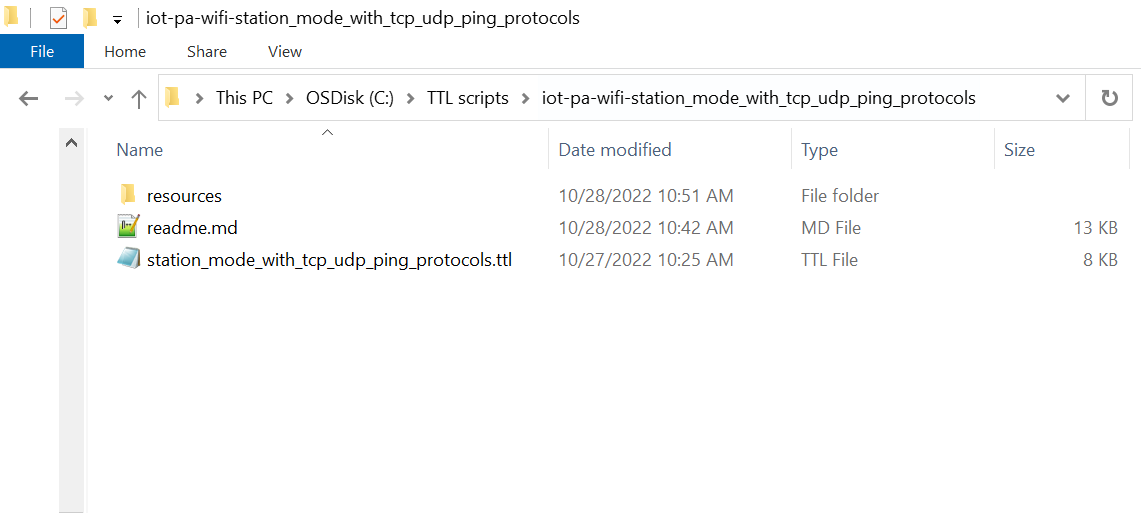 iot-pa-wifi-station_mode_with_tcp_udp_ping_protocols
File Home Share View
This PC OSDisk (C:) TTL scripts iot-pa-wifi-station_mode_with_tcp_udp_ping_protocols
Name Date modified Type Size
resources 10/28/2022 10:51 AM File folder
readme.md 10/28/2022 10:42 AM MD File 13 KB
station_mode_with_tcp_udp_ping_protocols.ttl 10/27/2022 10:25 AM TTL File 8 KB